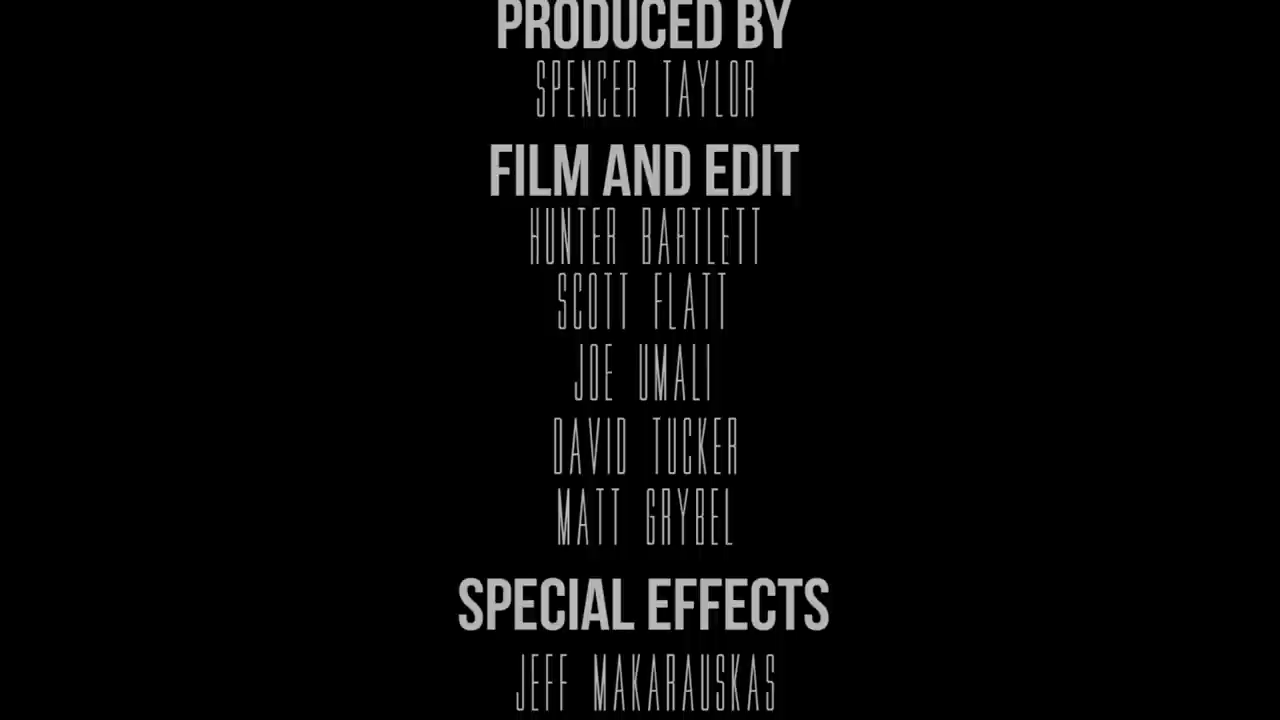 PRODUCED BY
SPENCER TAYLOR
FILM AND EDIT
HUNTER BARTLETT
SCOTT FLATT
JOE UMALI
DAVID TUCKER
MATT GRYBEL
SPECIAL EFFECTS
JEFF MAKARAUSKAS